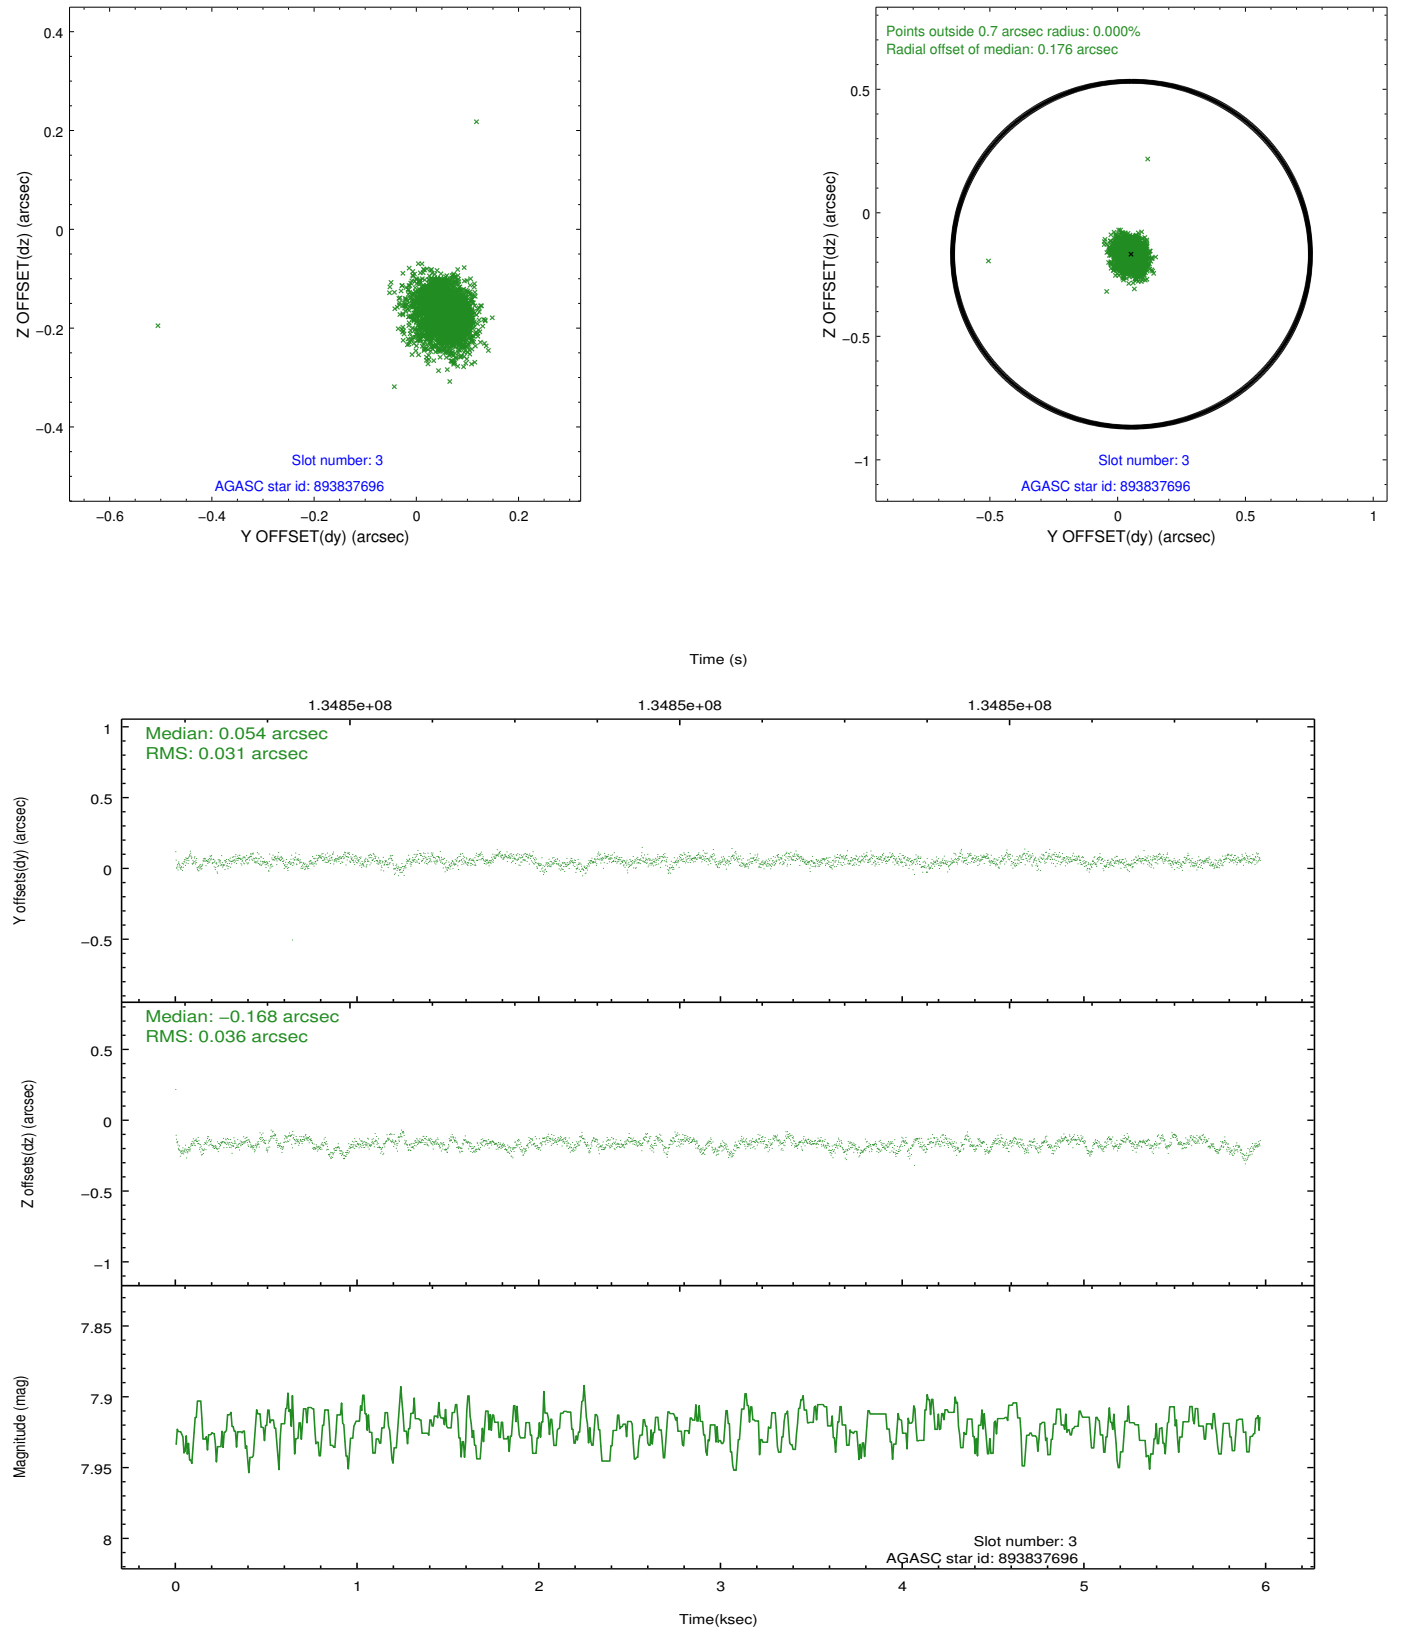 0.4
0.2
0
−0.2
−0.4
Z OFFSET(dz) (arcsec)
Slot number: 3
AGASC star id: 893837696
−0.6
−0.4
−0.2
0
0.2
Y OFFSET(dy) (arcsec)
Points outside 0.7 arcsec radius: 0.000%
Radial offset of median: 0.176 arcsec
0.5
0
−0.5
−1
Z OFFSET(dz) (arcsec)
Slot number: 3
AGASC star id: 893837696
−0.5
0
0.5
1
Y OFFSET(dy) (arcsec)
Time (s)
1.3485e+08
1.3485e+08
1.3485e+08
Median: 0.054 arcsec
RMS: 0.031 arcsec
1
0.5
0
−0.5
Y offsets(dy) (arcsec)
Median: −0.168 arcsec
RMS: 0.036 arcsec
0.5
0
−0.5
−1
Z offsets(dz) (arcsec)
7.85
7.9
7.95
8
Magnitude (mag)
Slot number: 3
AGASC star id: 893837696
0
1
2
3
4
5
6
Time(ksec)